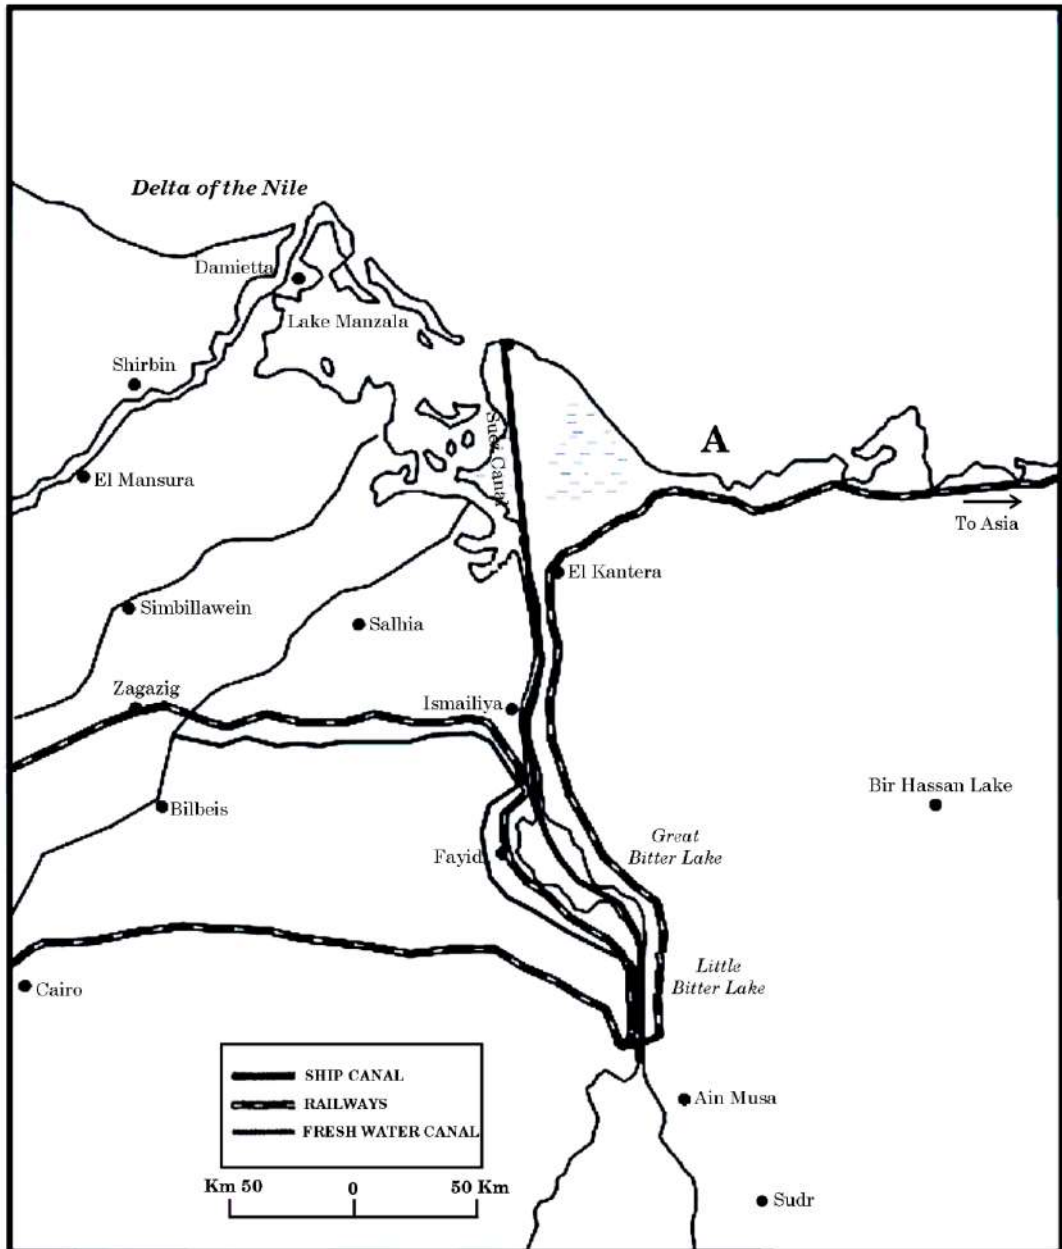 Delta of the Nile
Damietta
Lake Manzala
Shirbin
Suez Canal
A
El Mansura
To Asia
El Kantera
Simbillawein
Salhia
Zagazig
Ismailiya
Bir Hassan Lake
Bilbeis
Great
Bitter Lake
Fayid
Little
Bitter Lake
Cairo
SHIP CANAL
RAILWAYS
FRESH WATER CANAL
Ain Musa
Km 50
0
50 Km
Sudr